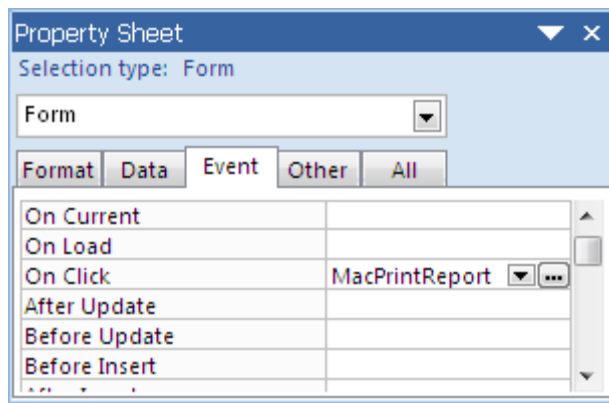 Property Sheet
Selection type: Form
Form
Format Data Event Other All
On Current
On Load
On Click MacPrintReport
After Update
Before Update
Before Insert